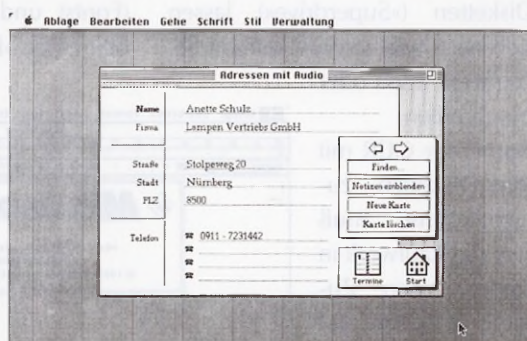 Ablage Bearbeiten Gehe Schrift Stil Verwaltung
Adressen mit Audio
Name Anette Schulz
Firma Lampen Vertriebs GmbH
Straße Stolpeweg 20
Stadt Nürnberg
PLZ 8500
Telefon ☎ 0911 - 7231442
Finden
Notizen einblenden
Neue Karte
Karte löschen
Termine Start